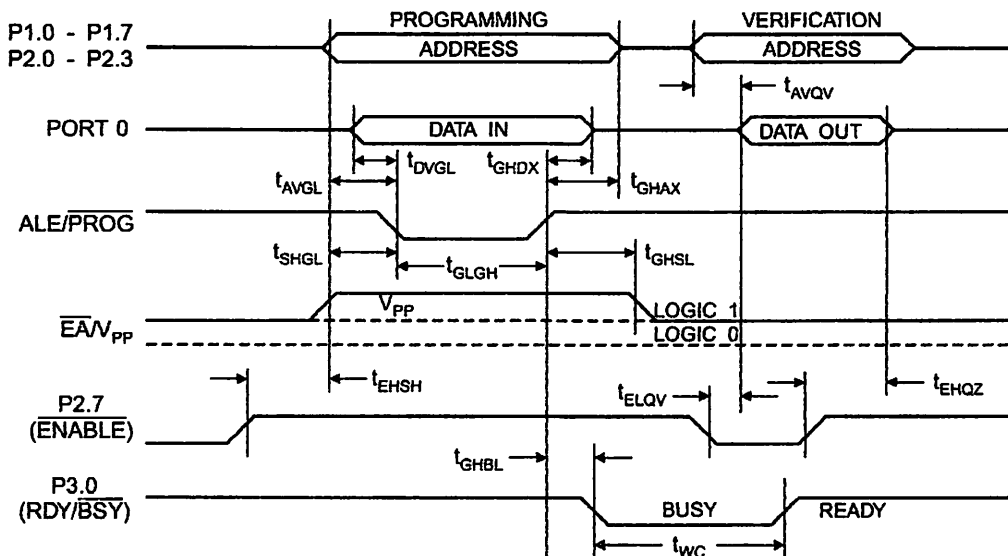 PROGRAMMING VERIFICATION
P1.0 - P1.7
P2.0 - P2.3
ADDRESS ADDRESS
tAVQV
PORT 0 DATA IN DATA OUT
tDVGL tGHDX
tAVGL tGHAX
ALE/PROG
tSHGL tGLGH tGHSL
VPP LOGIC 1
EA/VPP LOGIC 0
tEHSH tELQV tEHQZ
P2.7
(ENABLE)
tGHBL
P3.0
(RDY/BSY) BUSY READY
tWC